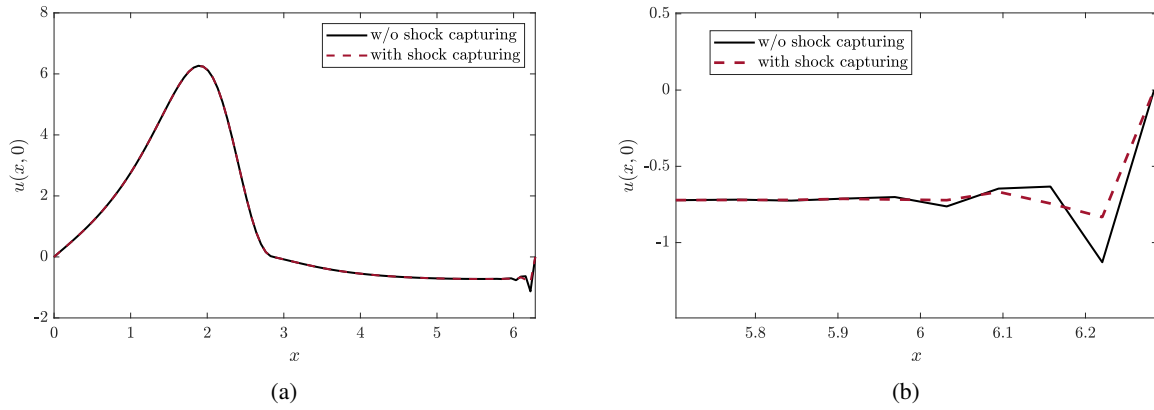 8
6
4
2
0
-2
u(x, 0)
w/o shock capturing
with shock capturing
0 1 2 3 4 5 6
x
(a)
0.5
0
-0.5
-1
u(x, 0)
w/o shock capturing
with shock capturing
5.8 5.9 6 6.1 6.2
x
(b)